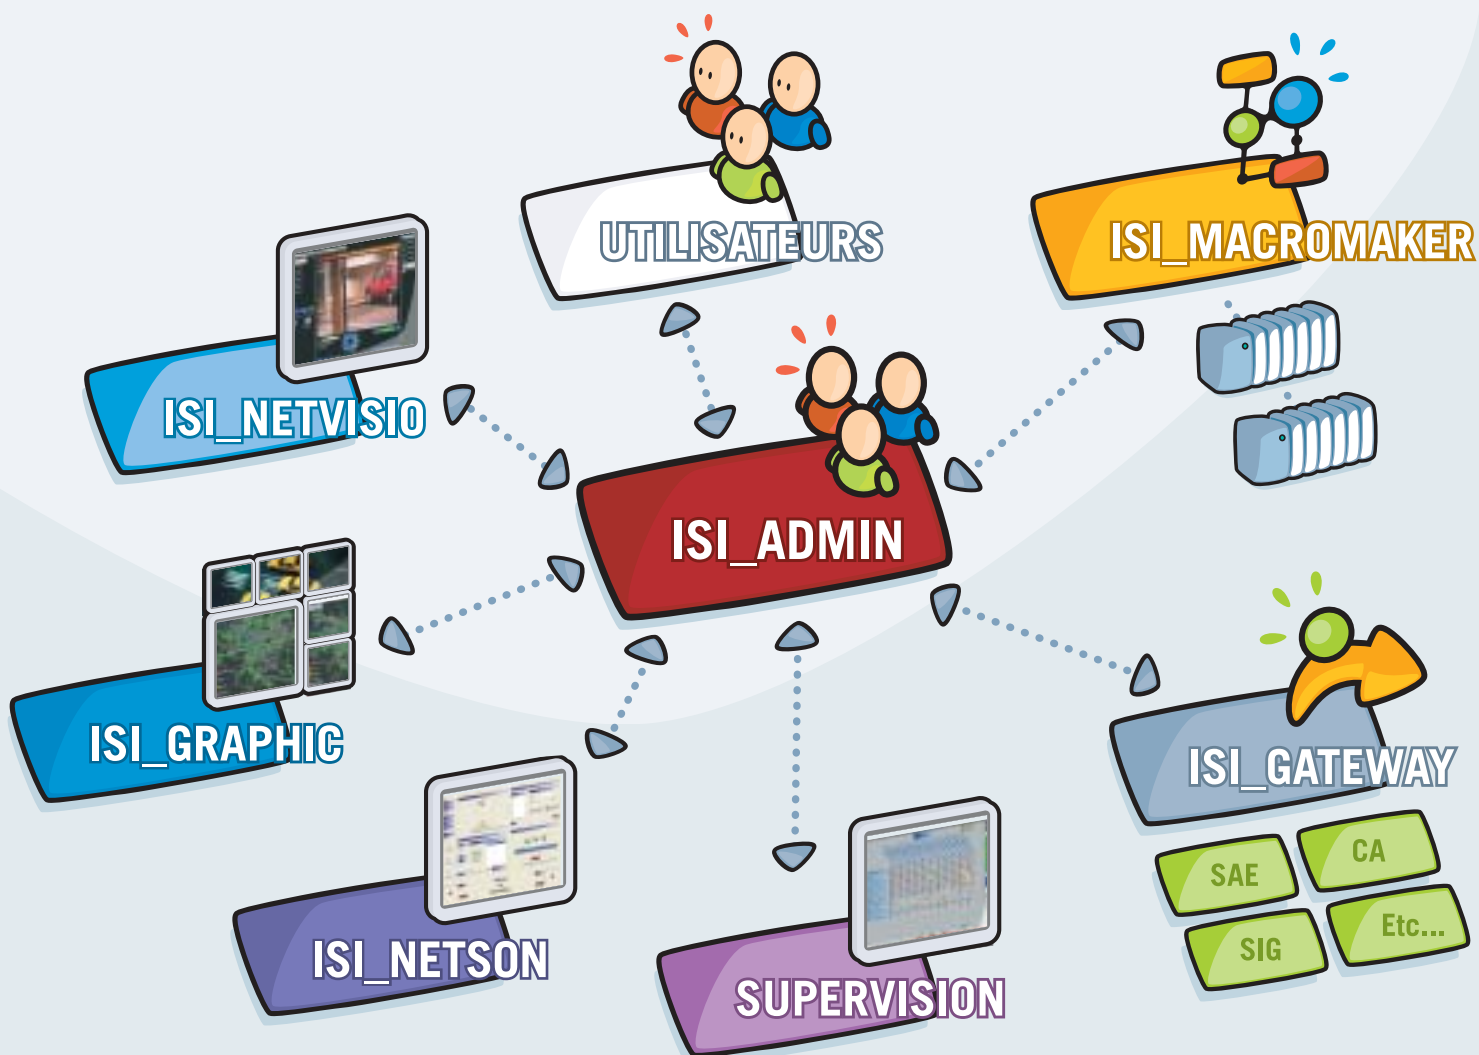 UTILISATEURS
ISI_MACROMAKER
ISI_NETVISIO
ISI_ADMIN
ISI_GRAPHIC
ISI_GATEWAY
SAE
CA
SIG
Etc...
ISI_NETSON
SUPERVISION